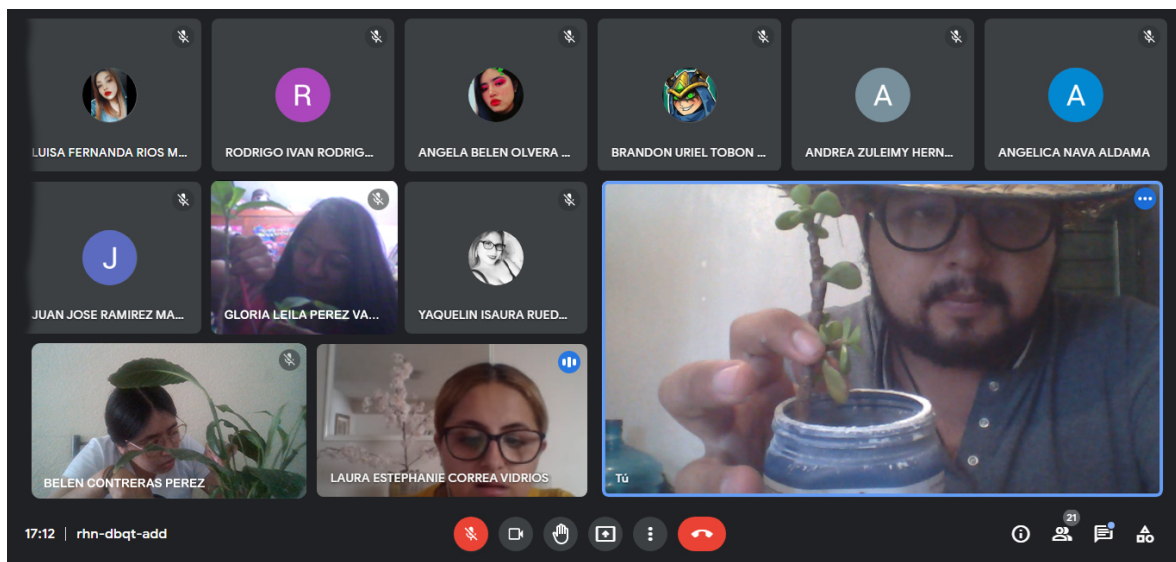 LUISA FERNANDA RIOS M...
R
RODRIGO IVAN RODRIG...
ANGELA BELEN OLVERA ...
BRANDON URIEL TOBON ...
A
ANDREA ZULEIMY HERN...
A
ANGELICA NAVA ALDAMA
J
JUAN JOSE RAMIREZ MA...
GLORIA LEILA PEREZ VA...
YAQUELIN ISAURA RUED...
BELEN CONTRERAS PEREZ
LAURA ESTEPHANIE CORREA VIDRIOS
Tú
17:12 | rhn-dbqt-add
21